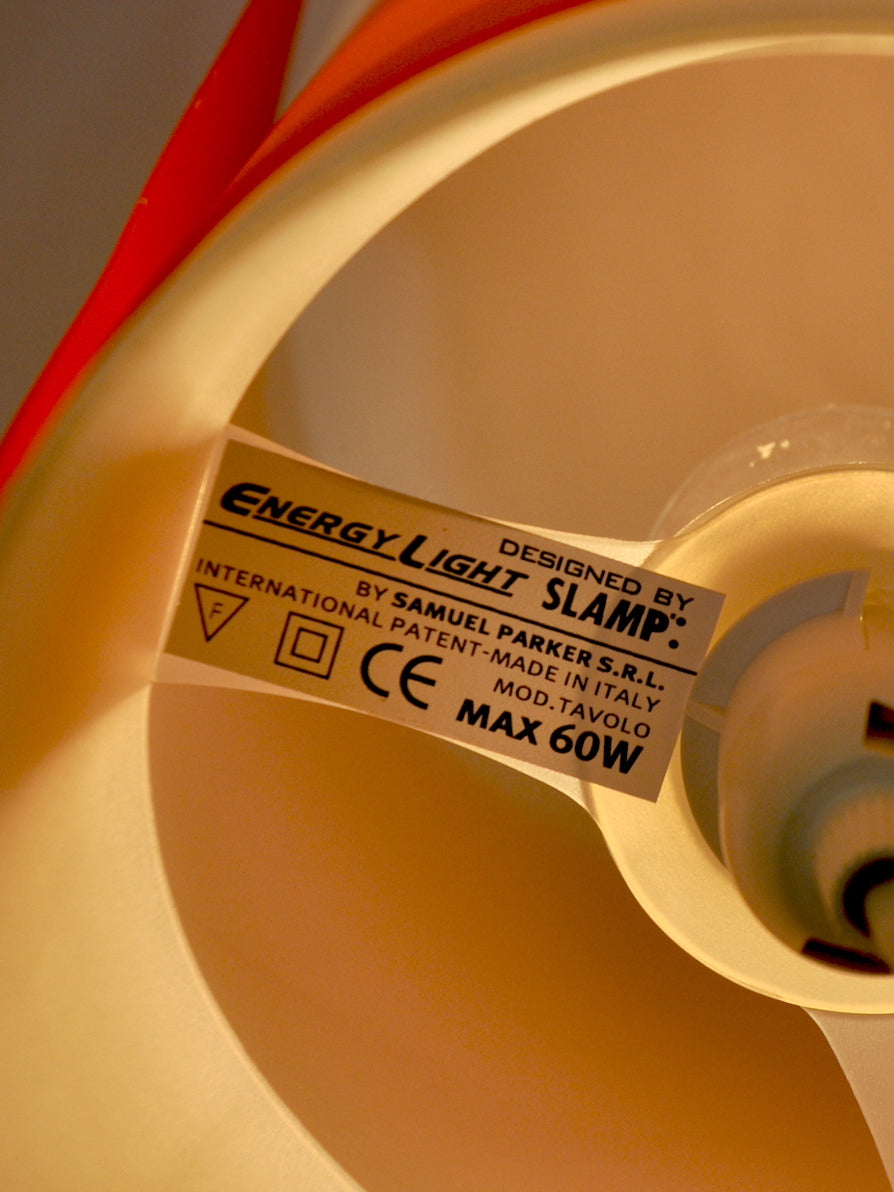 ENERGY LIGHT DESIGNED BY SLAMP:
BY SAMUEL PARKER S.R.L.
INTERNATIONAL PATENT-MADE IN ITALY
F CE MOD.TAVOLO
MAX 60W